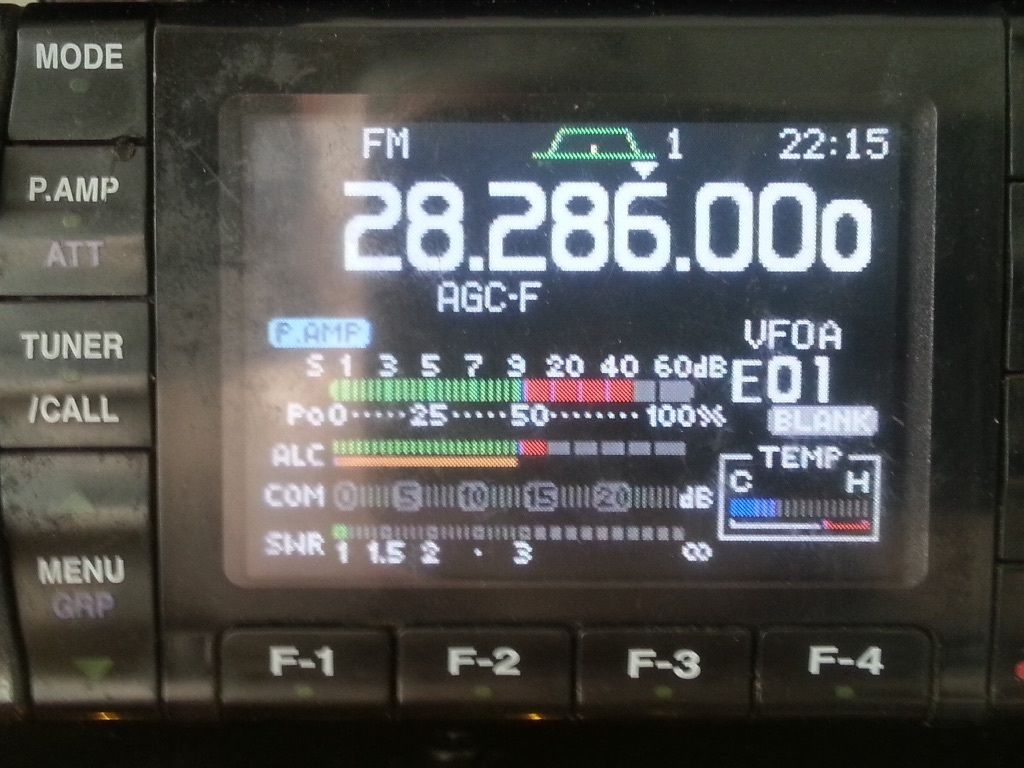 MODE
P.AMP
ATT
TUNER
/CALL
MENU
GRP
FM 1 22:15
28.286.000
AGC-F
P.AMP
VFOA
S 1 3 5 7 9 20 40 60dB
E01
Po 0 25 50 100%
BLANK
ALC
TEMP
C H
COM 0 5 10 15 20 dB
SWR 1 1.5 2 · 3 ∞
F-1 F-2 F-3 F-4